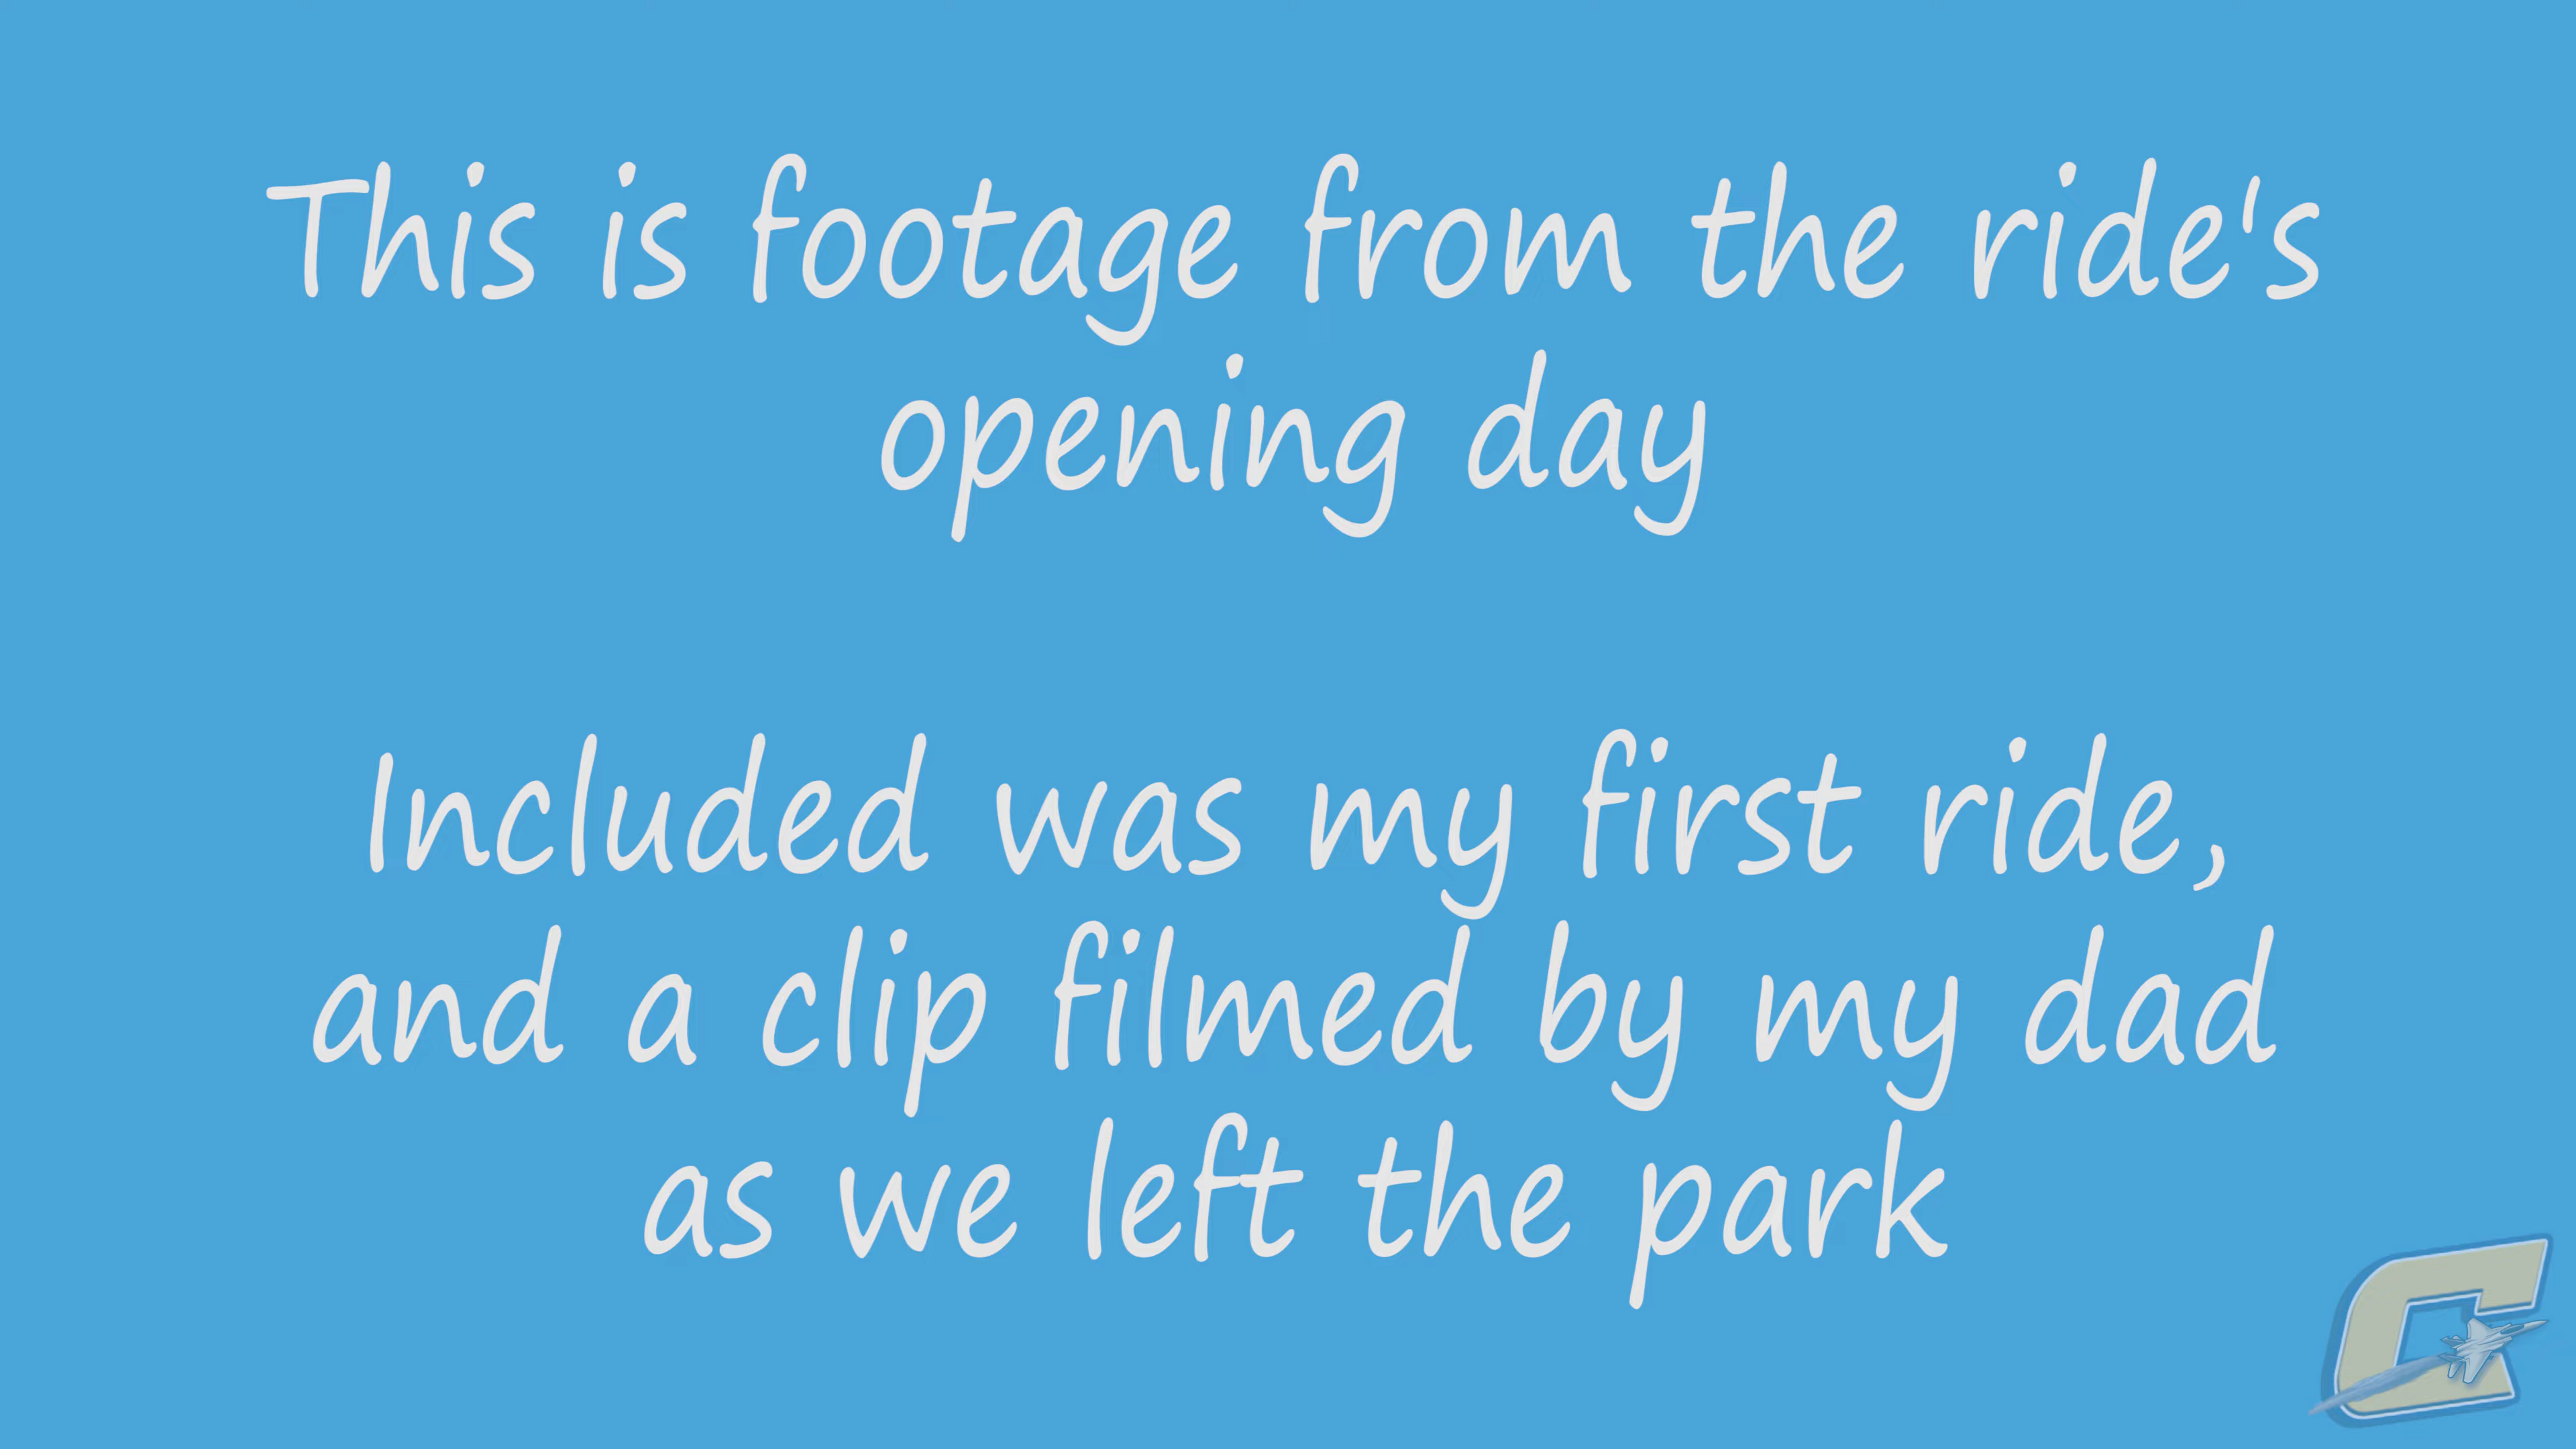 This is footage from the ride's
opening day
Included was my first ride,
and a clip filmed by my dad
as we left the park
C